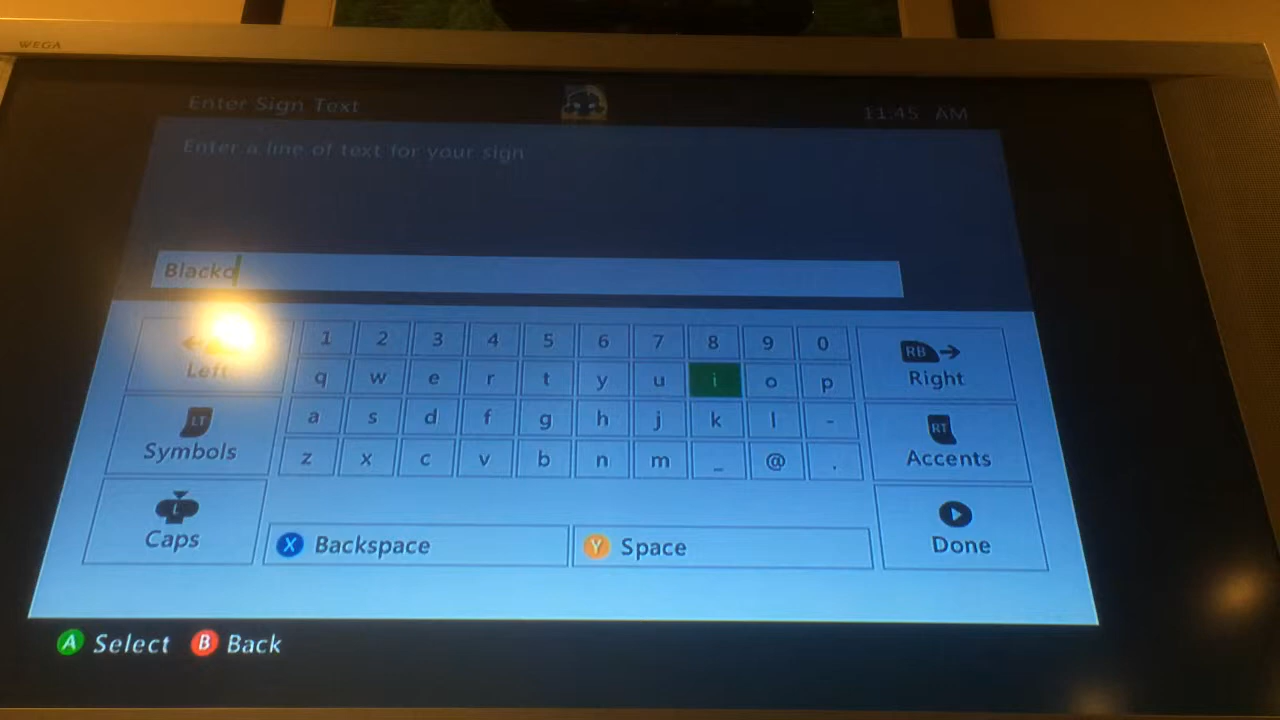 WEGA
Enter Sign Text
11:45 AM
Enter a line of text for your sign
Blacko
Left
1 2 3 4 5 6 7 8 9 0
RB
Right
q w e r t y u i o p
LT
Symbols
a s d f g h j k l -
RT
Accents
z x c v b n m _ @ .
L
Caps
X Backspace
Y Space
Done
A Select B Back